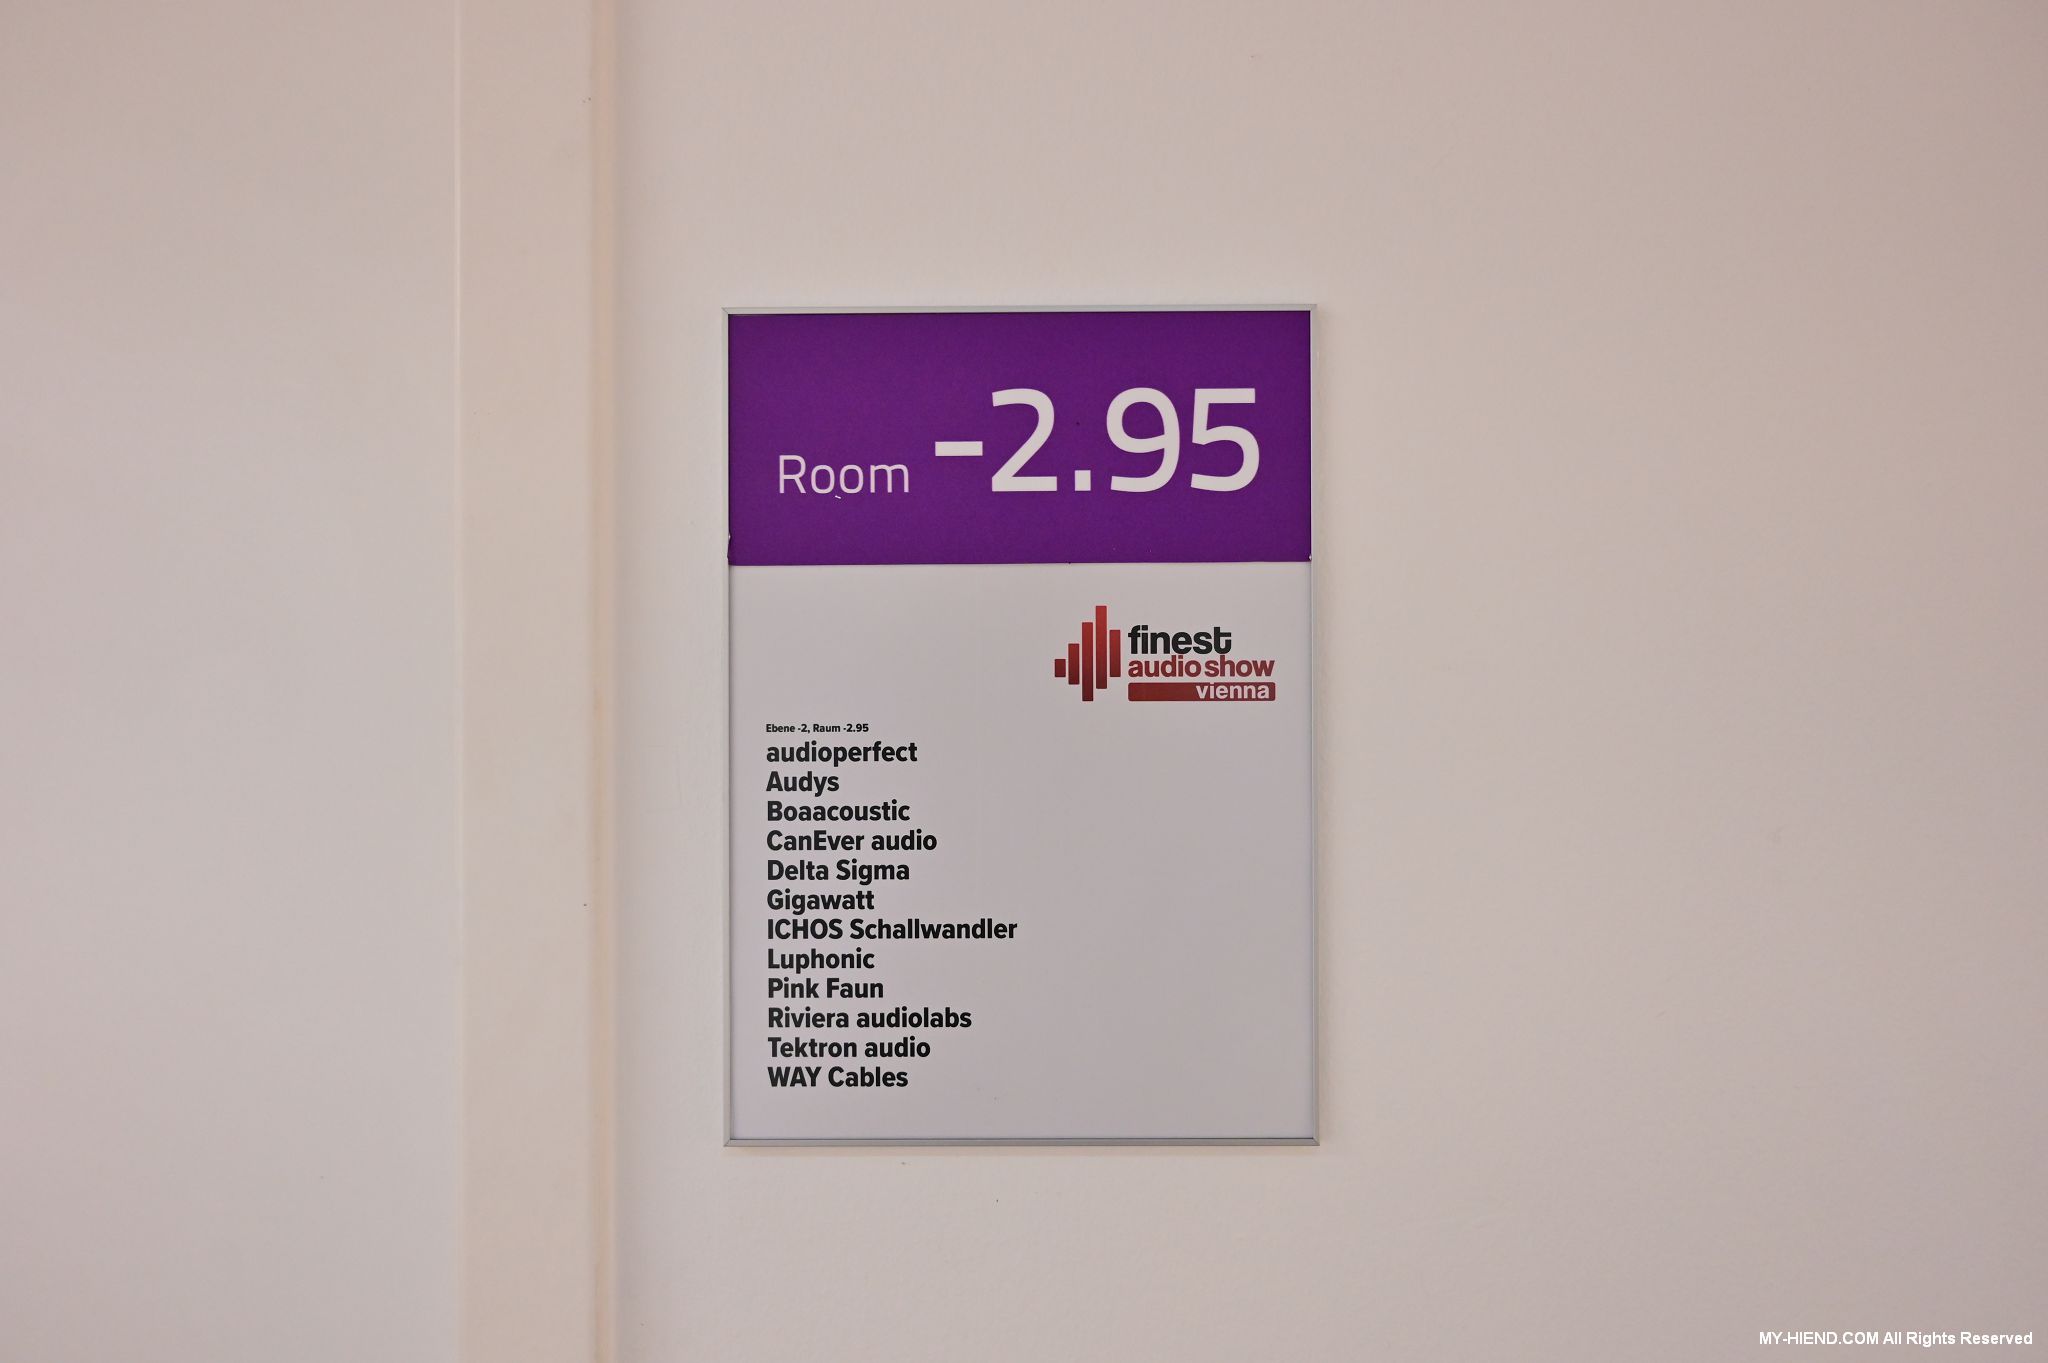 Room -2.95
finest
audio show
vienna
Ebene -2, Raum -2.95
audioperfect
Audys
Boaacoustic
CanEver audio
Delta Sigma
Gigawatt
ICHOS Schallwandler
Luphonic
Pink Faun
Riviera audiolabs
Tektron audio
WAY Cables
MY-HIEND.COM All Rights Reserved